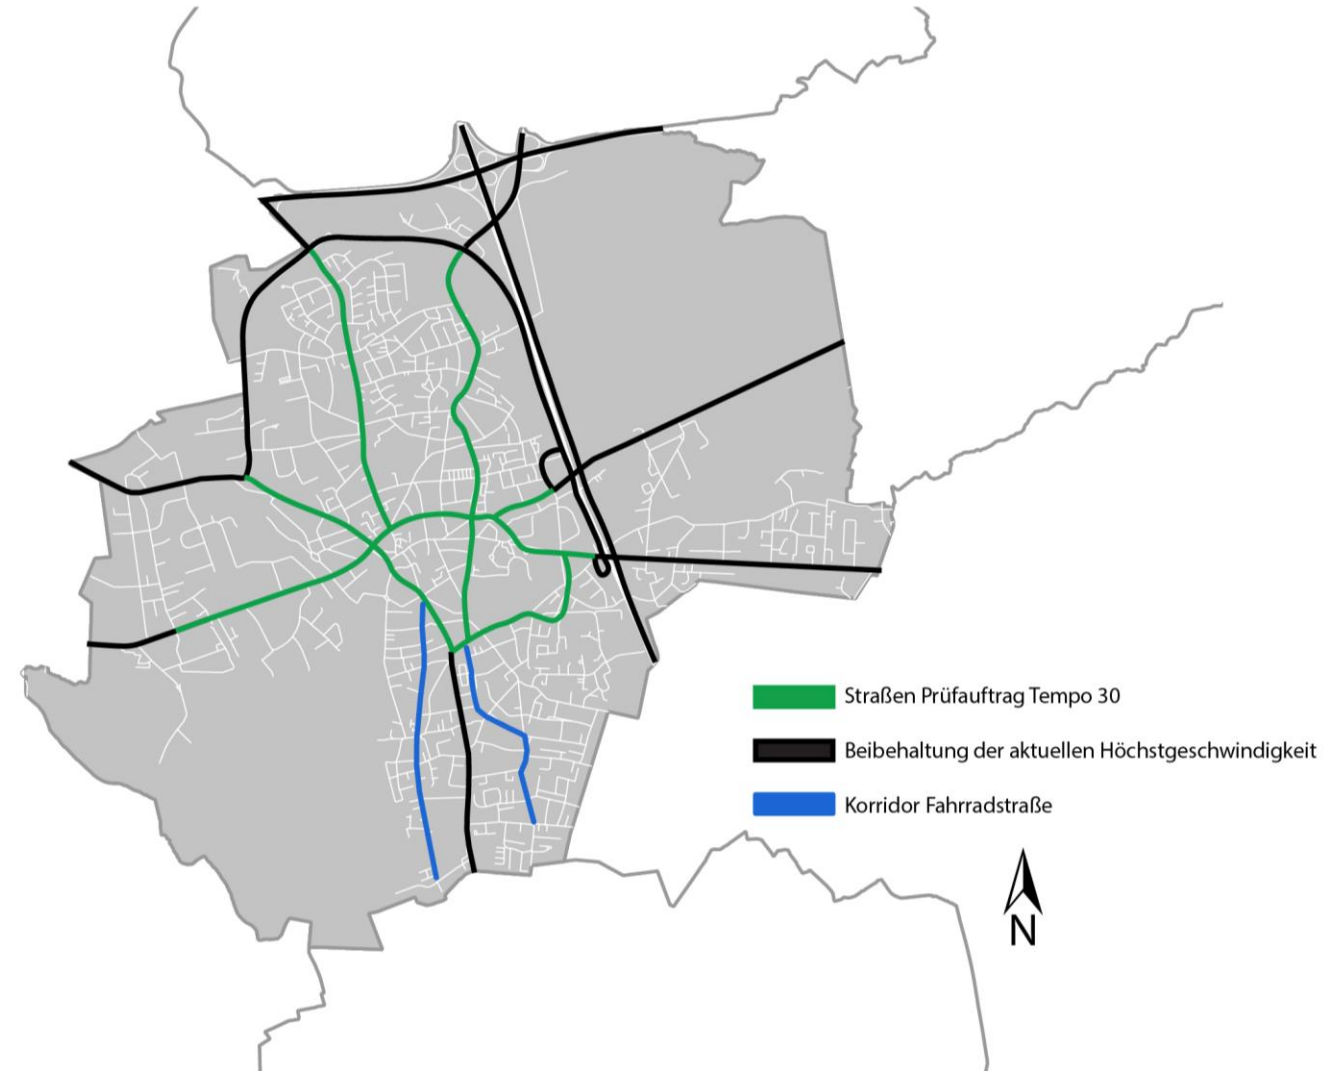 Straßen Prüfauftrag Tempo 30
Beibehaltung der aktuellen Höchstgeschwindigkeit
Korridor Fahrradstraße
N